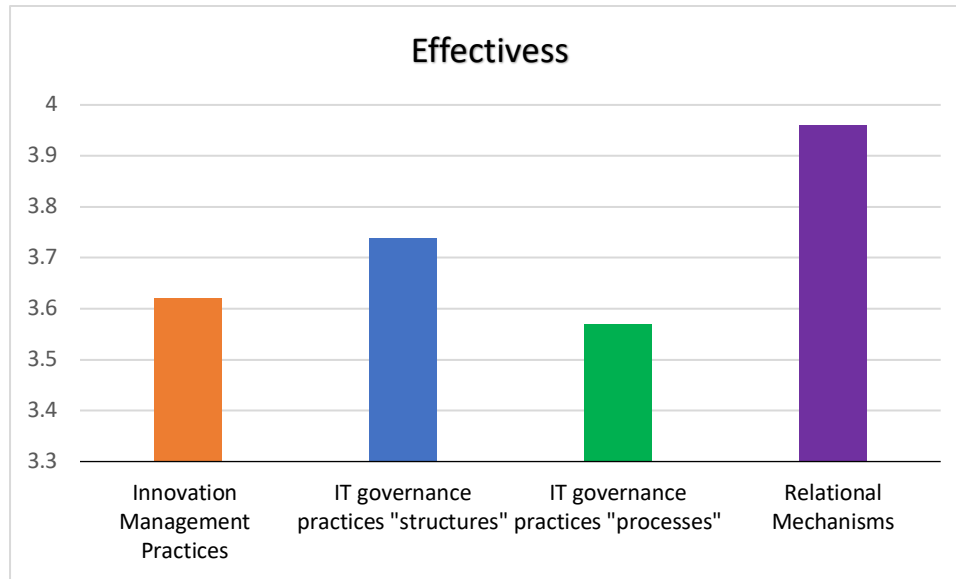 Effectivess
4
3.9
3.8
3.7
3.6
3.5
3.4
3.3
Innovation
Management
Practices
IT governance
practices "structures"
IT governance
practices "processes"
Relational
Mechanisms